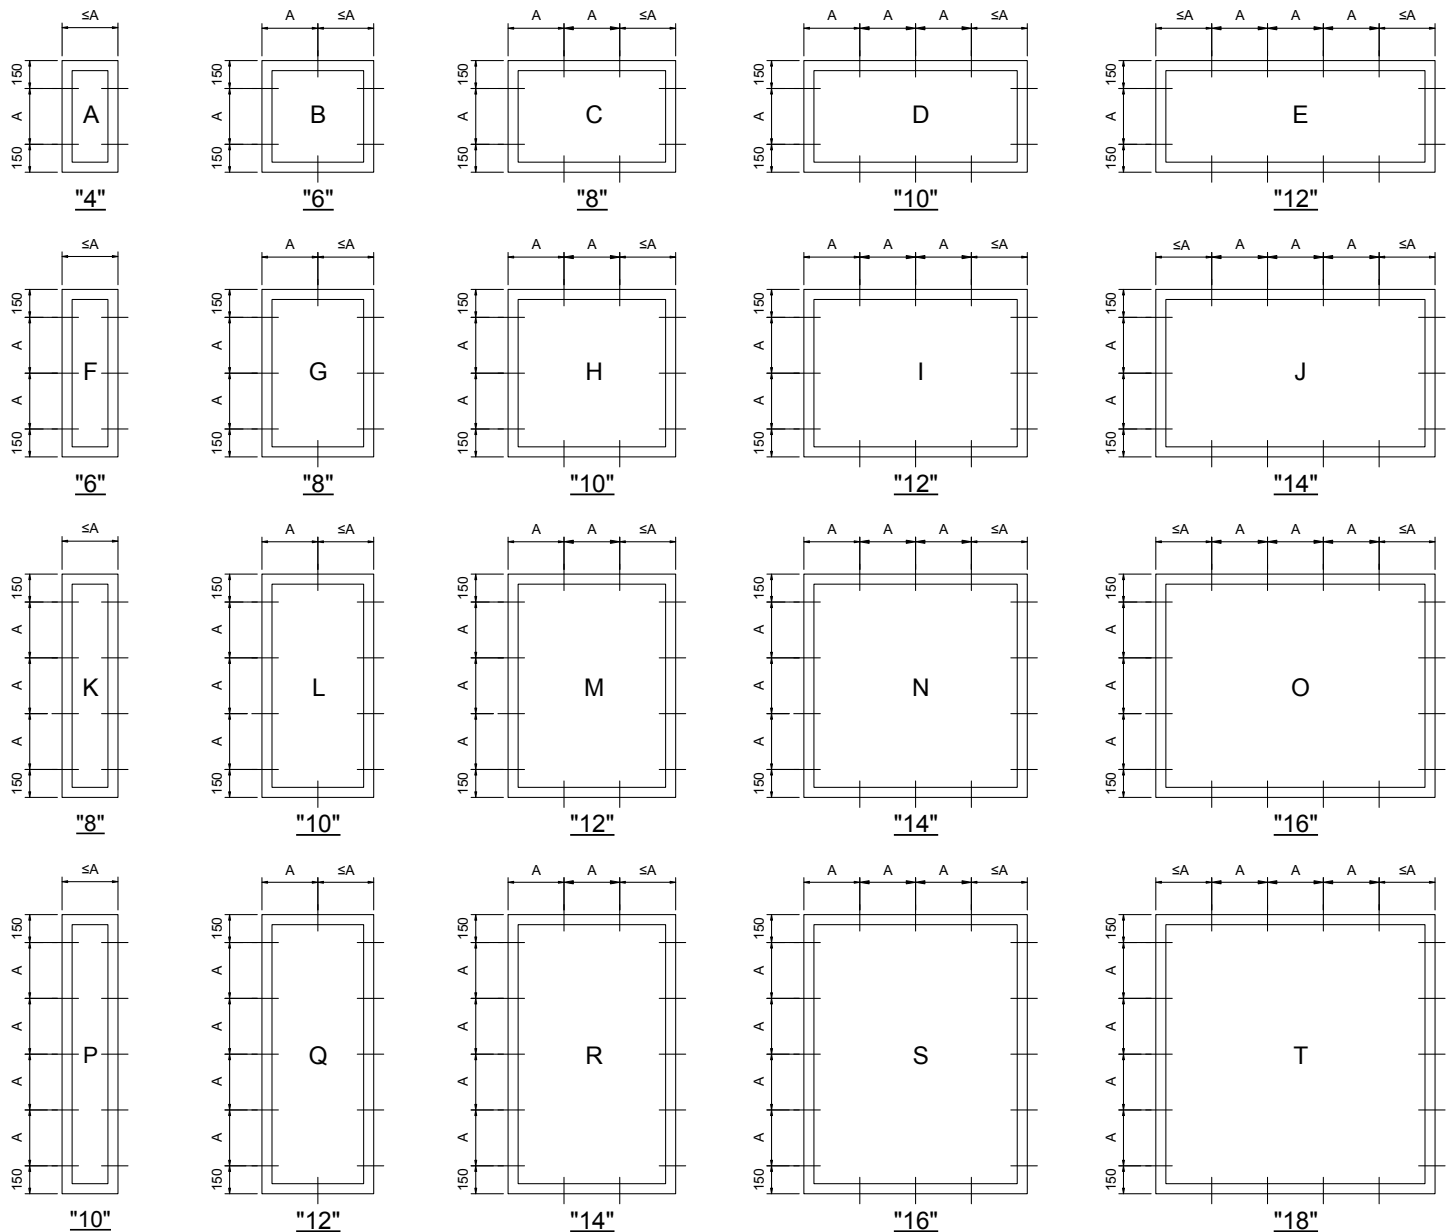 ≤A A ≤A A A ≤A A A A ≤A ≤A A A A ≤A
150 A 150 A
150 A 150 B
150 A 150 C
150 A 150 D
150 A 150 E
"4" "6" "8" "10" "12"
≤A A ≤A A A ≤A A A A ≤A ≤A A A A ≤A
150 A A 150 F
150 A A 150 G
150 A A 150 H
150 A A 150 I
150 A A 150 J
"6" "8" "10" "12" "14"
≤A A ≤A A A ≤A A A A ≤A ≤A A A A ≤A
150 A A A 150 K
150 A A A 150 L
150 A A A 150 M
150 A A A 150 N
150 A A A 150 O
"8" "10" "12" "14" "16"
≤A A ≤A A A ≤A A A A ≤A ≤A A A A ≤A
150 A A A A 150 P
150 A A A A 150 Q
150 A A A A 150 R
150 A A A A 150 S
150 A A A A 150 T
"10" "12" "14" "16" "18"